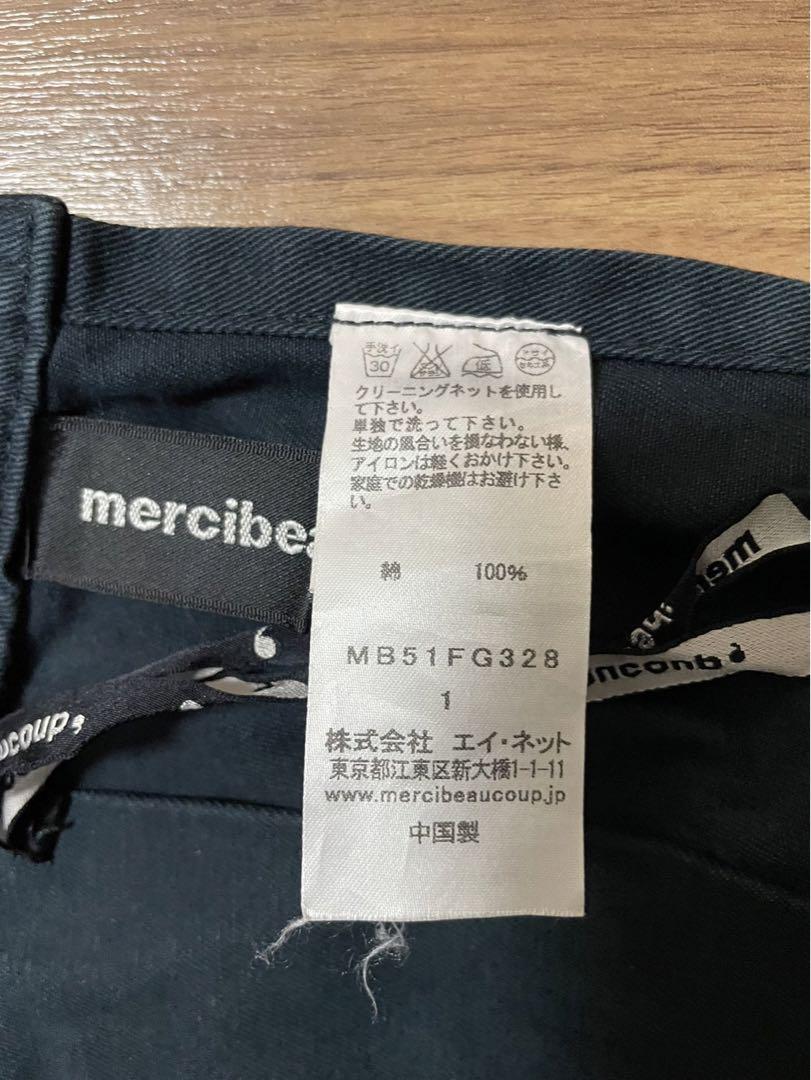 手洗イ
30
低
クリーニングネットを使用し
て下さい。
単独で洗って下さい。
生地の風合いを損なわない様、
アイロンは軽くおかけ下さい。
家庭での乾燥機はお避け下さ
い。
mercibea
綿 100%
MB51FG328
1
株式会社 エイ・ネット
東京都江東区新大橋1-1-11
www.mercibeaucoup.jp
中国製
ucoup